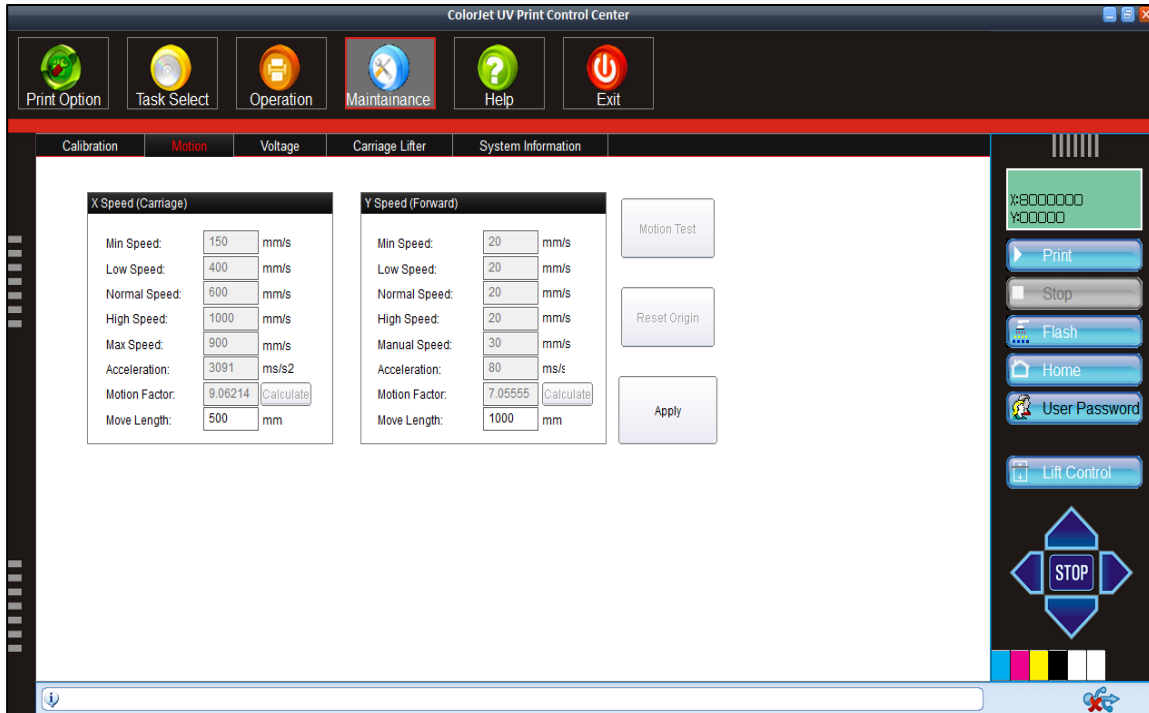 ColorJet UV Print Control Center
Print Option Task Select Operation Maintainance Help Exit
Calibration Motion Voltage Carriage Lifter System Information
X Speed (Carriage)
Min Speed: 150 mm/s
Low Speed: 400 mm/s
Normal Speed: 600 mm/s
High Speed: 1000 mm/s
Max Speed: 900 mm/s
Acceleration: 3091 ms/s2
Motion Factor: 9.06214 Calculate
Move Length: 500 mm
Y Speed (Forward)
Min Speed: 20 mm/s
Low Speed: 20 mm/s
Normal Speed: 20 mm/s
High Speed: 20 mm/s
Manual Speed: 30 mm/s
Acceleration: 80 ms/s
Motion Factor: 7.05555 Calculate
Move Length: 1000 mm
Motion Test
Reset Origin
Apply
X:8000000
Y:00000
Print
Stop
Flash
Home
User Password
Lift Control
STOP